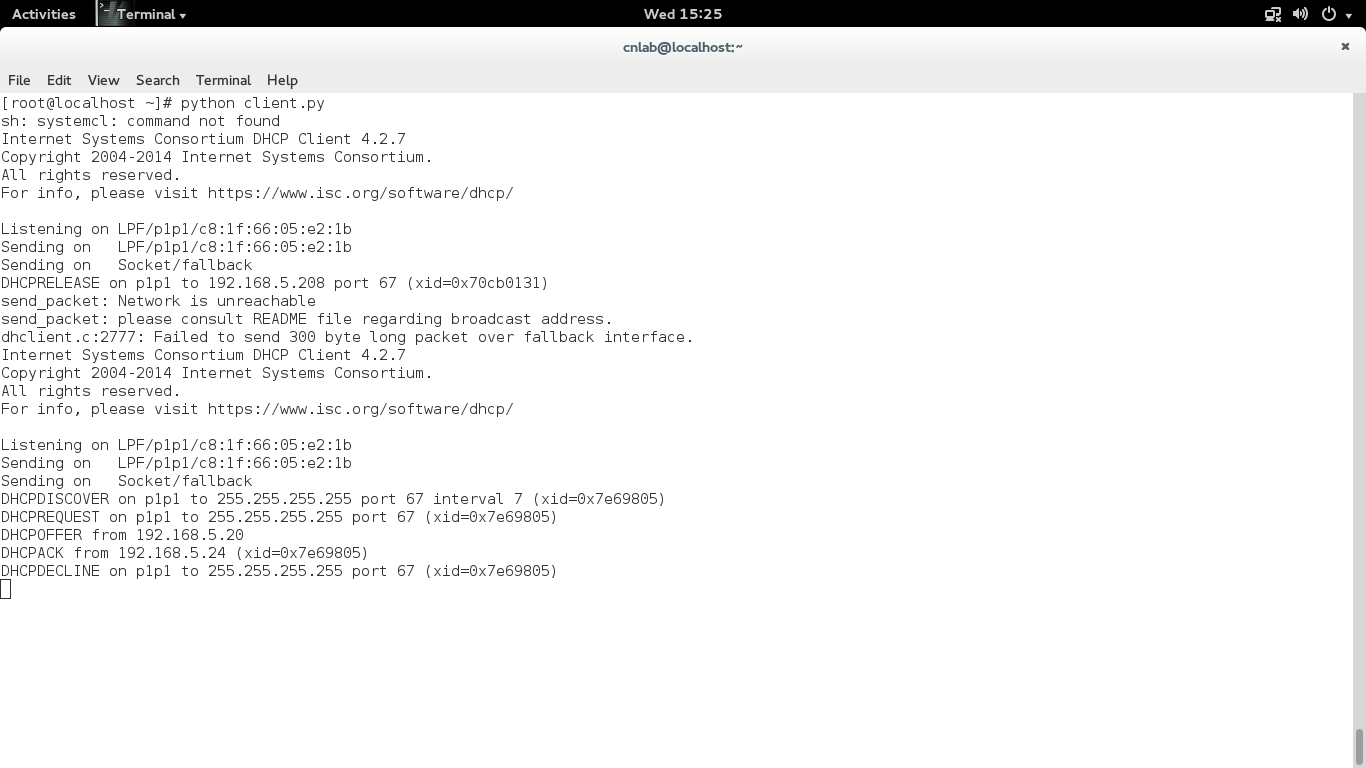 Activities Terminal Wed 15:25
cnlab@localhost:~
File Edit View Search Terminal Help
[root@localhost ~]# python client.py
sh: systemcl: command not found
Internet Systems Consortium DHCP Client 4.2.7
Copyright 2004-2014 Internet Systems Consortium.
All rights reserved.
For info, please visit https://www.isc.org/software/dhcp/
Listening on LPF/p1p1/c8:1f:66:05:e2:1b
Sending on   LPF/p1p1/c8:1f:66:05:e2:1b
Sending on   Socket/fallback
DHCPRELEASE on p1p1 to 192.168.5.208 port 67 (xid=0x70cb0131)
send_packet: Network is unreachable
send_packet: please consult README file regarding broadcast address.
dhclient.c:2777: Failed to send 300 byte long packet over fallback interface.
Internet Systems Consortium DHCP Client 4.2.7
Copyright 2004-2014 Internet Systems Consortium.
All rights reserved.
For info, please visit https://www.isc.org/software/dhcp/
Listening on LPF/p1p1/c8:1f:66:05:e2:1b
Sending on   LPF/p1p1/c8:1f:66:05:e2:1b
Sending on   Socket/fallback
DHCPDISCOVER on p1p1 to 255.255.255.255 port 67 interval 7 (xid=0x7e69805)
DHCPREQUEST on p1p1 to 255.255.255.255 port 67 (xid=0x7e69805)
DHCPOFFER from 192.168.5.20
DHCPACK from 192.168.5.24 (xid=0x7e69805)
DHCPDECLINE on p1p1 to 255.255.255.255 port 67 (xid=0x7e69805)